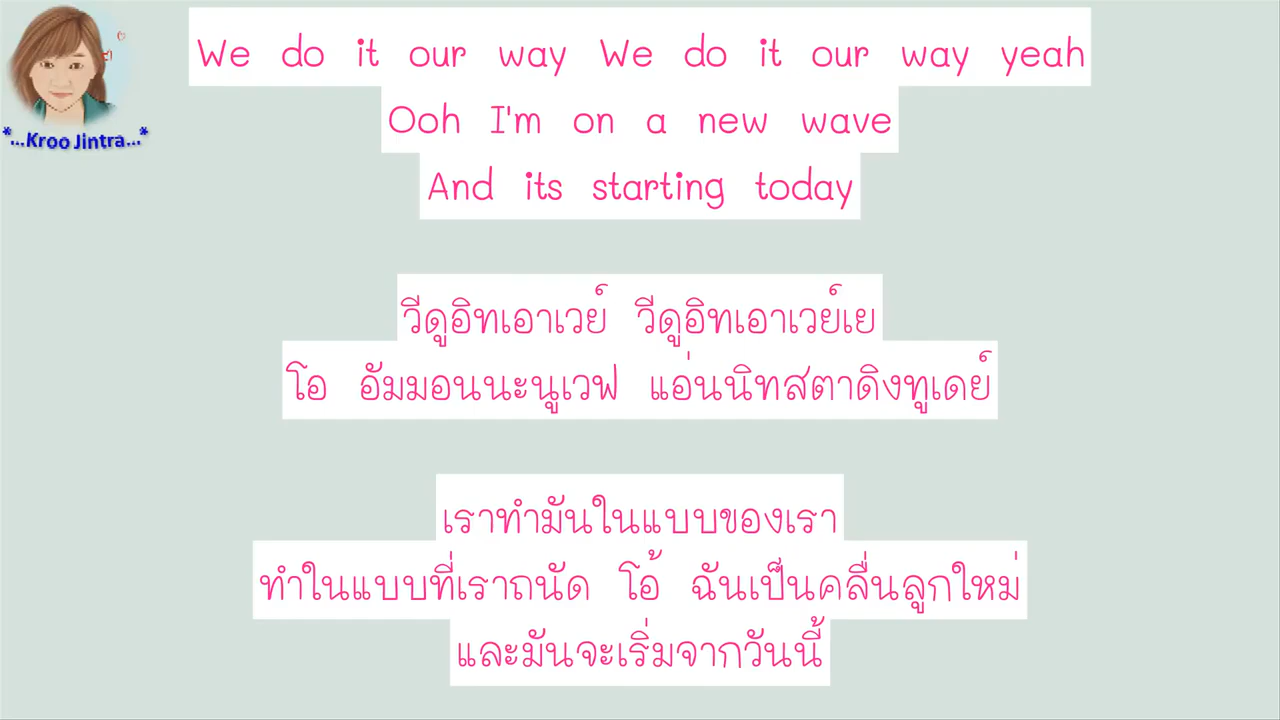 We do it our way We do it our way yeah
Ooh I'm on a new wave
And its starting today
*...Kroo Jintra...*
วีดูอิทเอาเวย์ วีดูอิทเอาเวย์เย
โอ อัมมอนนะนูเวฟ แอ่นนิทสตาดิงทูเดย์
เราทำมันในแบบของเรา
ทำในแบบที่เราถนัด โอ้ ฉันเป็นคลื่นลูกใหม่
และมันจะเริ่มจากวันนี้